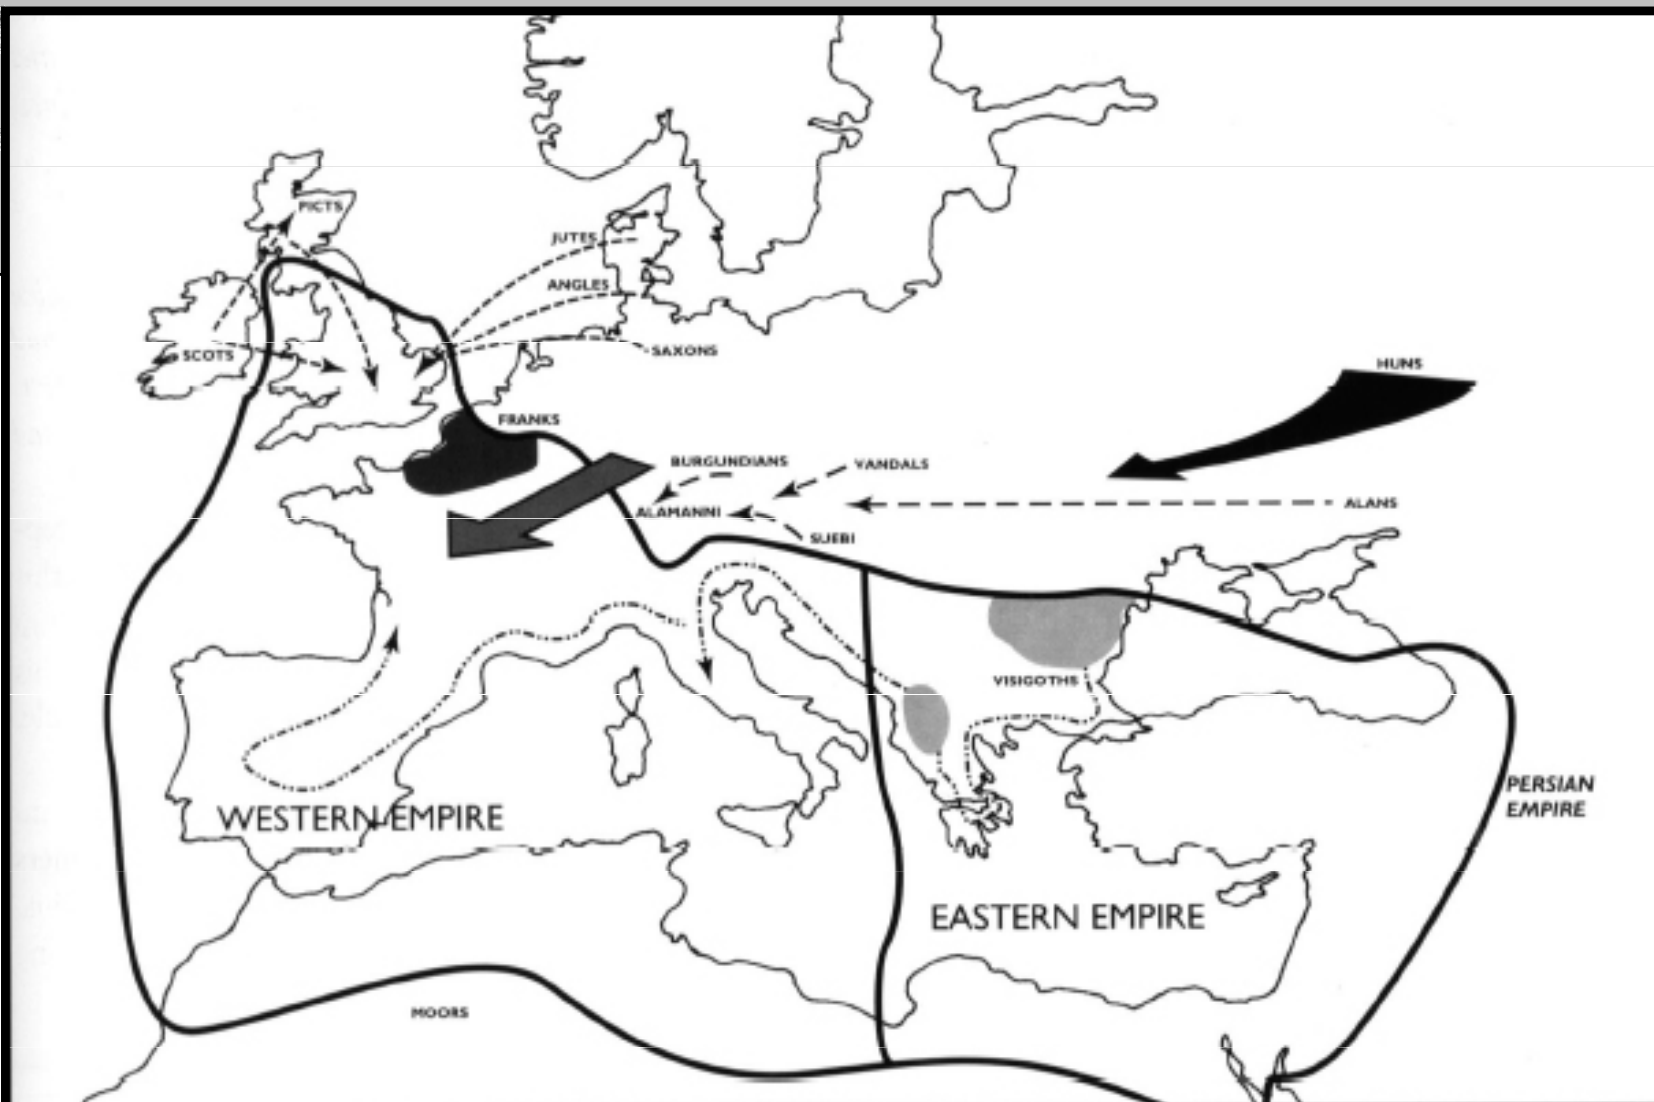 PICTS
JUTES
ANGLES
SCOTS
SAXONS
HUNS
FRANKS
BURGUNDIANS
VANDALS
ALANS
ALAMANNI
SUEBI
VISIGOTHS
WESTERN EMPIRE
PERSIAN
EMPIRE
EASTERN EMPIRE
MOORS